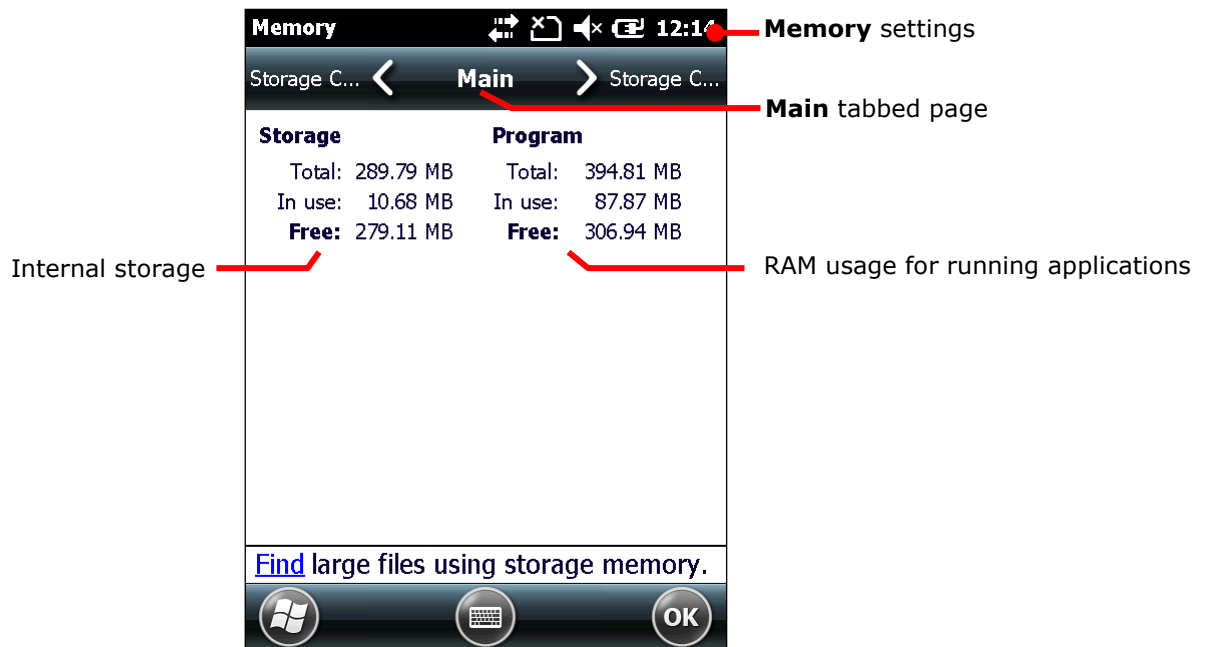 Memory 12:14
Memory settings
Storage C... Main Storage C...
Main tabbed page
Storage Program
Total: 289.79 MB Total: 394.81 MB
In use: 10.68 MB In use: 87.87 MB
Free: 279.11 MB Free: 306.94 MB
Internal storage
RAM usage for running applications
Find large files using storage memory.
OK